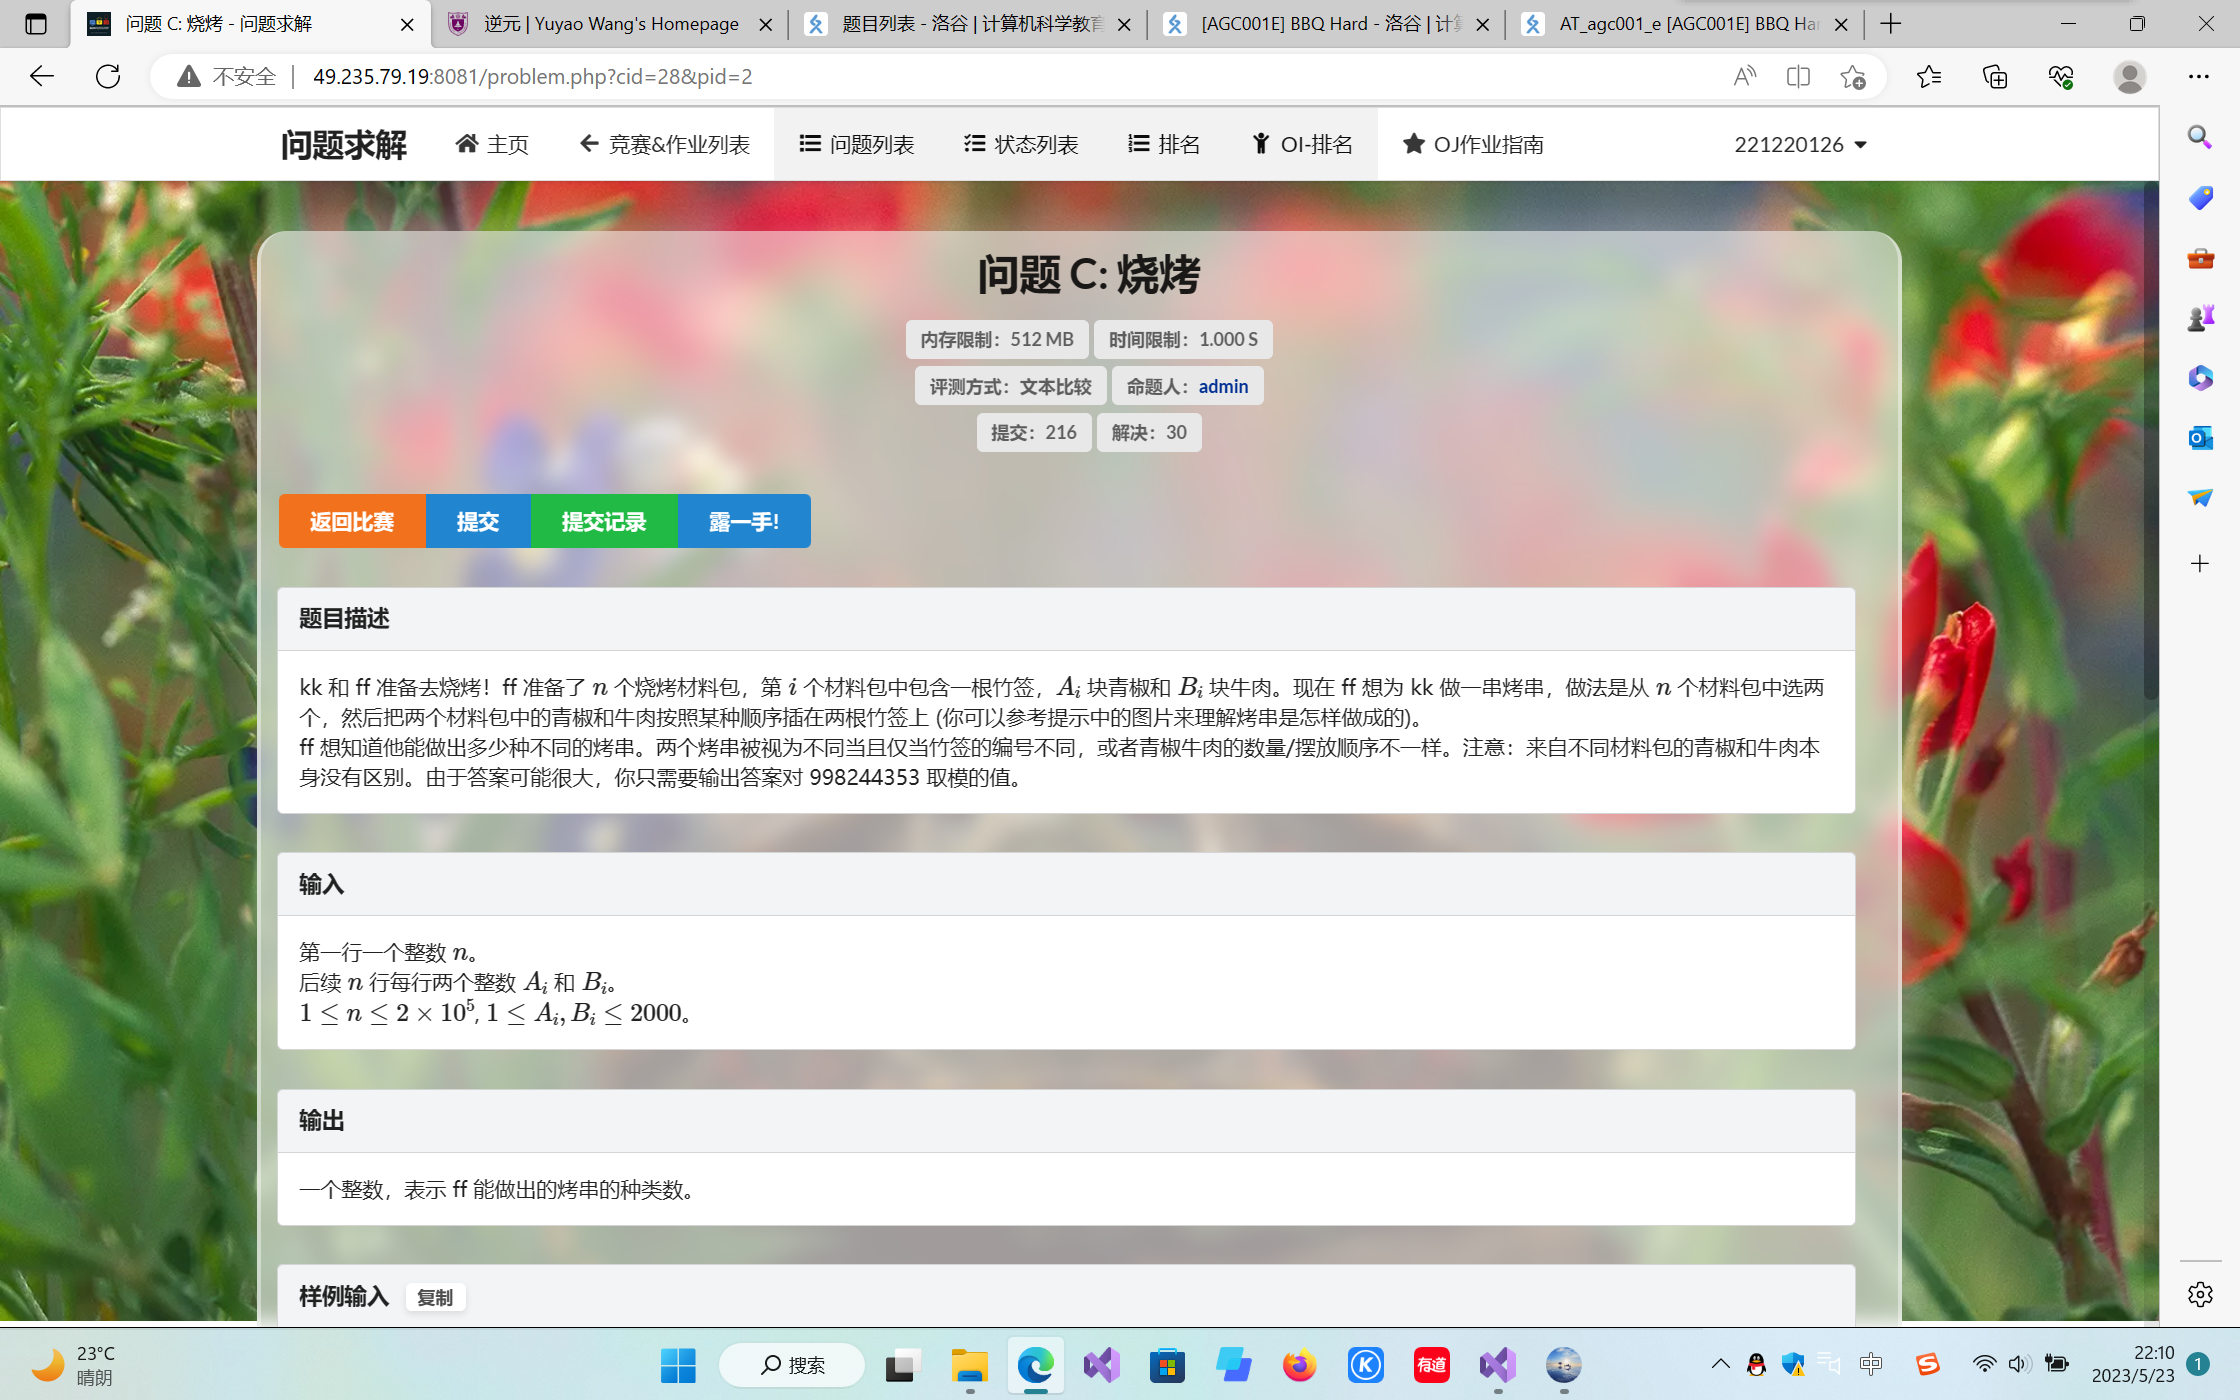 问题 C: 烧烤 - 问题求解
逆元 | Yuyao Wang's Homepage
题目列表 - 洛谷 | 计算机科学教育
[AGC001E] BBQ Hard - 洛谷 | 计
AT_agc001_e [AGC001E] BBQ Ha
不安全
49.235.79.19:8081/problem.php?cid=28&pid=2
问题求解 主页 竞赛&作业列表 问题列表 状态列表 排名 OI-排名 OJ作业指南 221220126
问题 C: 烧烤
内存限制：512 MB 时间限制：1.000 S
评测方式：文本比较 命题人：admin
提交：216 解决：30
返回比赛 提交 提交记录 露一手!
题目描述
kk 和 ff 准备去烧烤！ff 准备了 n 个烧烤材料包，第 i 个材料包中包含一根竹签，A_i 块青椒和 B_i 块牛肉。现在 ff 想为 kk 做一串烤串，做法是从 n 个材料包中选两
个，然后把两个材料包中的青椒和牛肉按照某种顺序插在两根竹签上 (你可以参考提示中的图片来理解烤串是怎样做成的)。
ff 想知道他能做出多少种不同的烤串。两个烤串被视为不同当且仅当竹签的编号不同，或者青椒牛肉的数量/摆放顺序不一样。注意：来自不同材料包的青椒和牛肉本
身没有区别。由于答案可能很大，你只需要输出答案对 998244353 取模的值。
输入
第一行一个整数 n。
后续 n 行每行两个整数 A_i 和 B_i。
1 ≤ n ≤ 2 × 10^5, 1 ≤ A_i, B_i ≤ 2000。
输出
一个整数，表示 ff 能做出的烤串的种类数。
样例输入 复制
23°C
晴朗
搜索
有道
中
22:10
2023/5/23
1